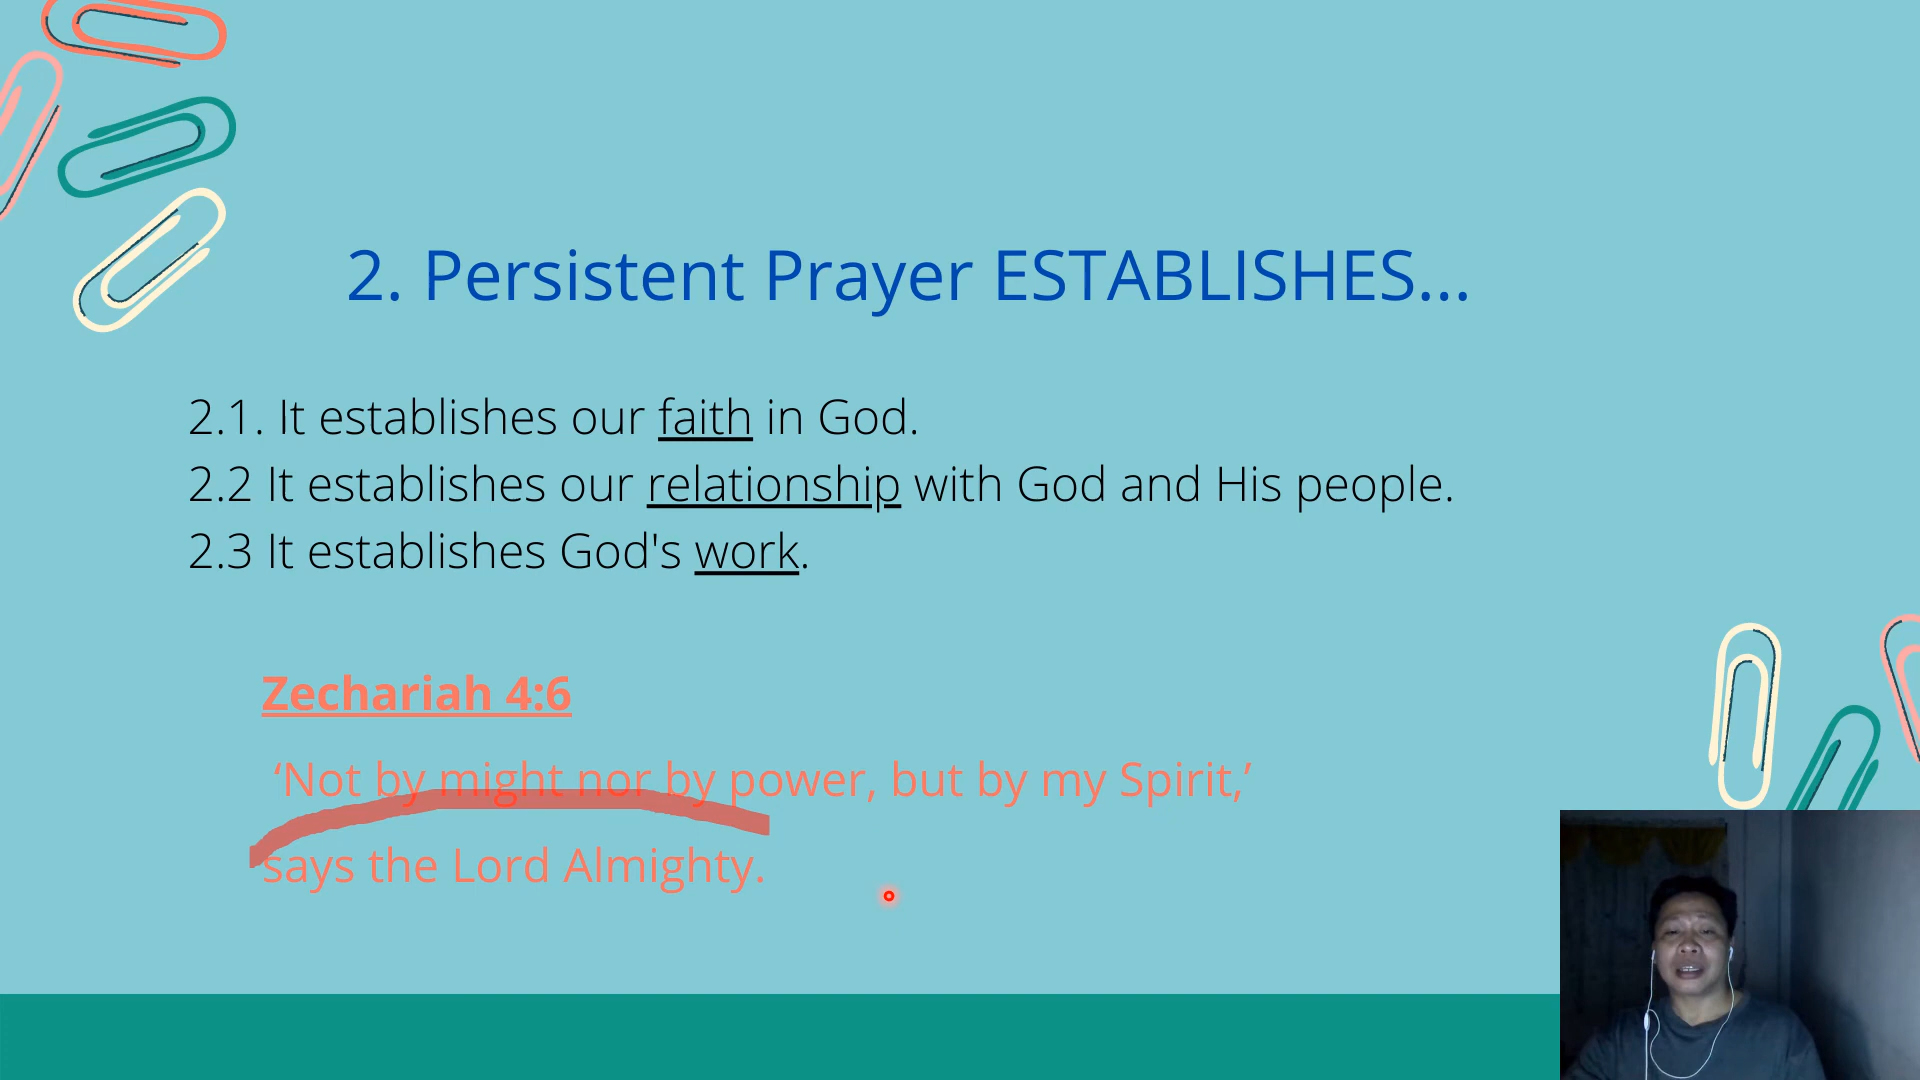 2. Persistent Prayer ESTABLISHES...
2.1. It establishes our faith in God.
2.2 It establishes our relationship with God and His people.
2.3 It establishes God's work.
Zechariah 4:6
‘Not by might nor by power, but by my Spirit,’
says the Lord Almighty.